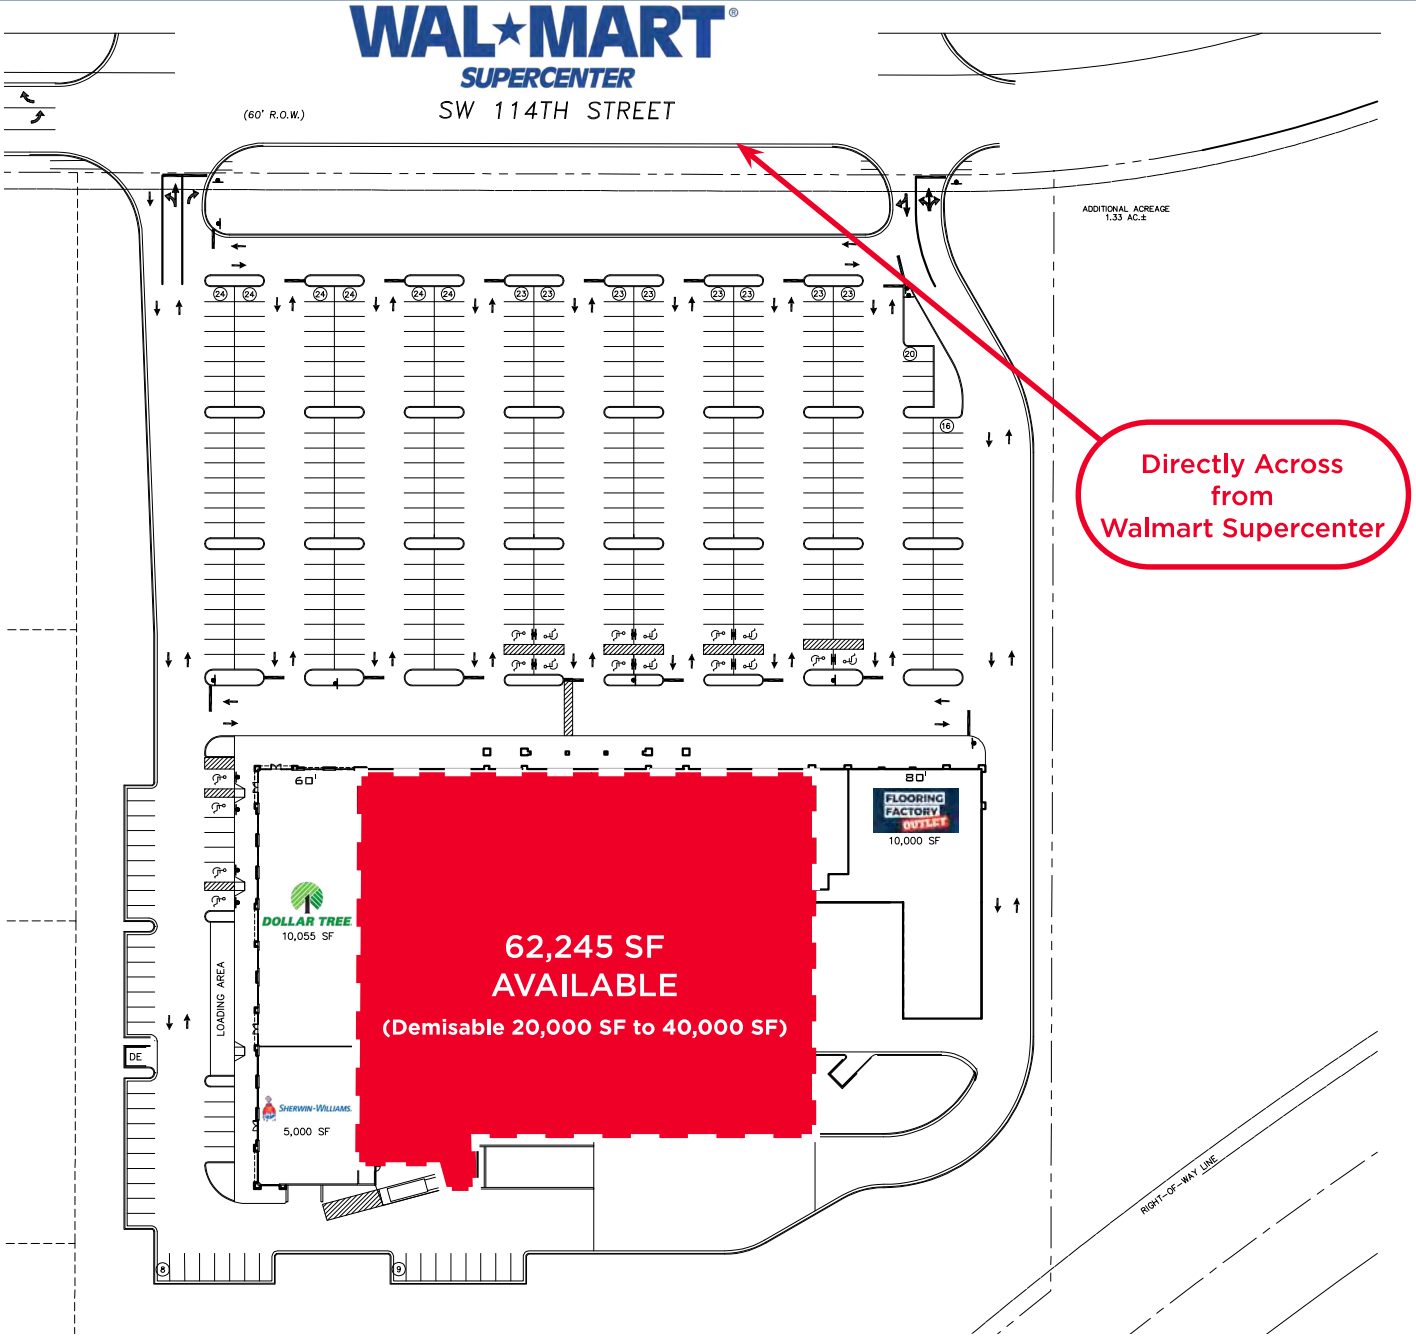 WAL★MART®
SUPERCENTER
(60' R.O.W.)
SW 114TH STREET
ADDITIONAL ACREAGE
1.33 AC.±
24 24 24 24 24 24 23 23 23 23 23 23 23 23
20
16
Directly Across
from
Walmart Supercenter
60'
80'
FLOORING
FACTORY
OUTLET
10,000 SF
DOLLAR TREE
10,055 SF
62,245 SF
AVAILABLE
(Demisable 20,000 SF to 40,000 SF)
LOADING AREA
DE
SHERWIN-WILLIAMS.
5,000 SF
RIGHT-OF-WAY LINE
8
9